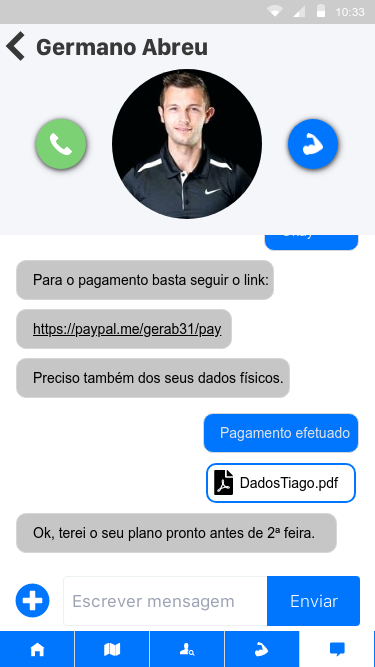 10:33
Germano Abreu
Okay
Para o pagamento basta seguir o link:
https://paypal.me/gerab31/pay
Preciso também dos seus dados físicos.
Pagamento efetuado
DadosTiago.pdf
Ok, terei o seu plano pronto antes de 2ª feira.
Escrever mensagem
Enviar